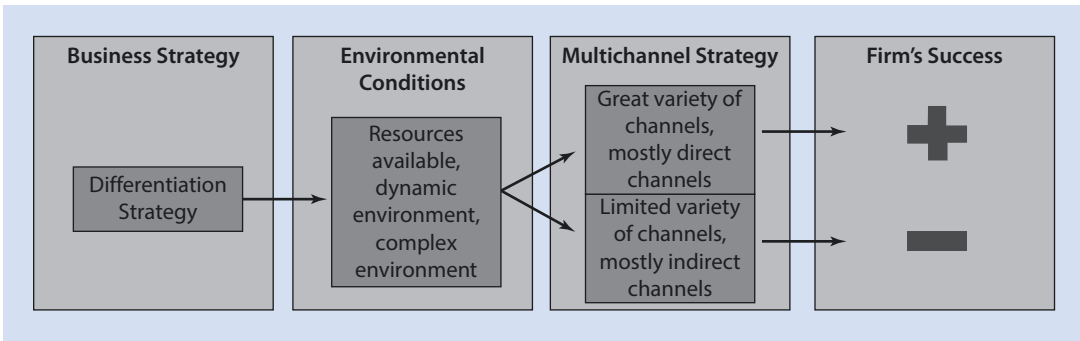 Business Strategy
Differentiation
Strategy
Environmental
Conditions
Resources
available,
dynamic
environment,
complex
environment
Multichannel Strategy
Great variety of
channels,
mostly direct
channels
Limited variety
of channels,
mostly indirect
channels
Firm's Success